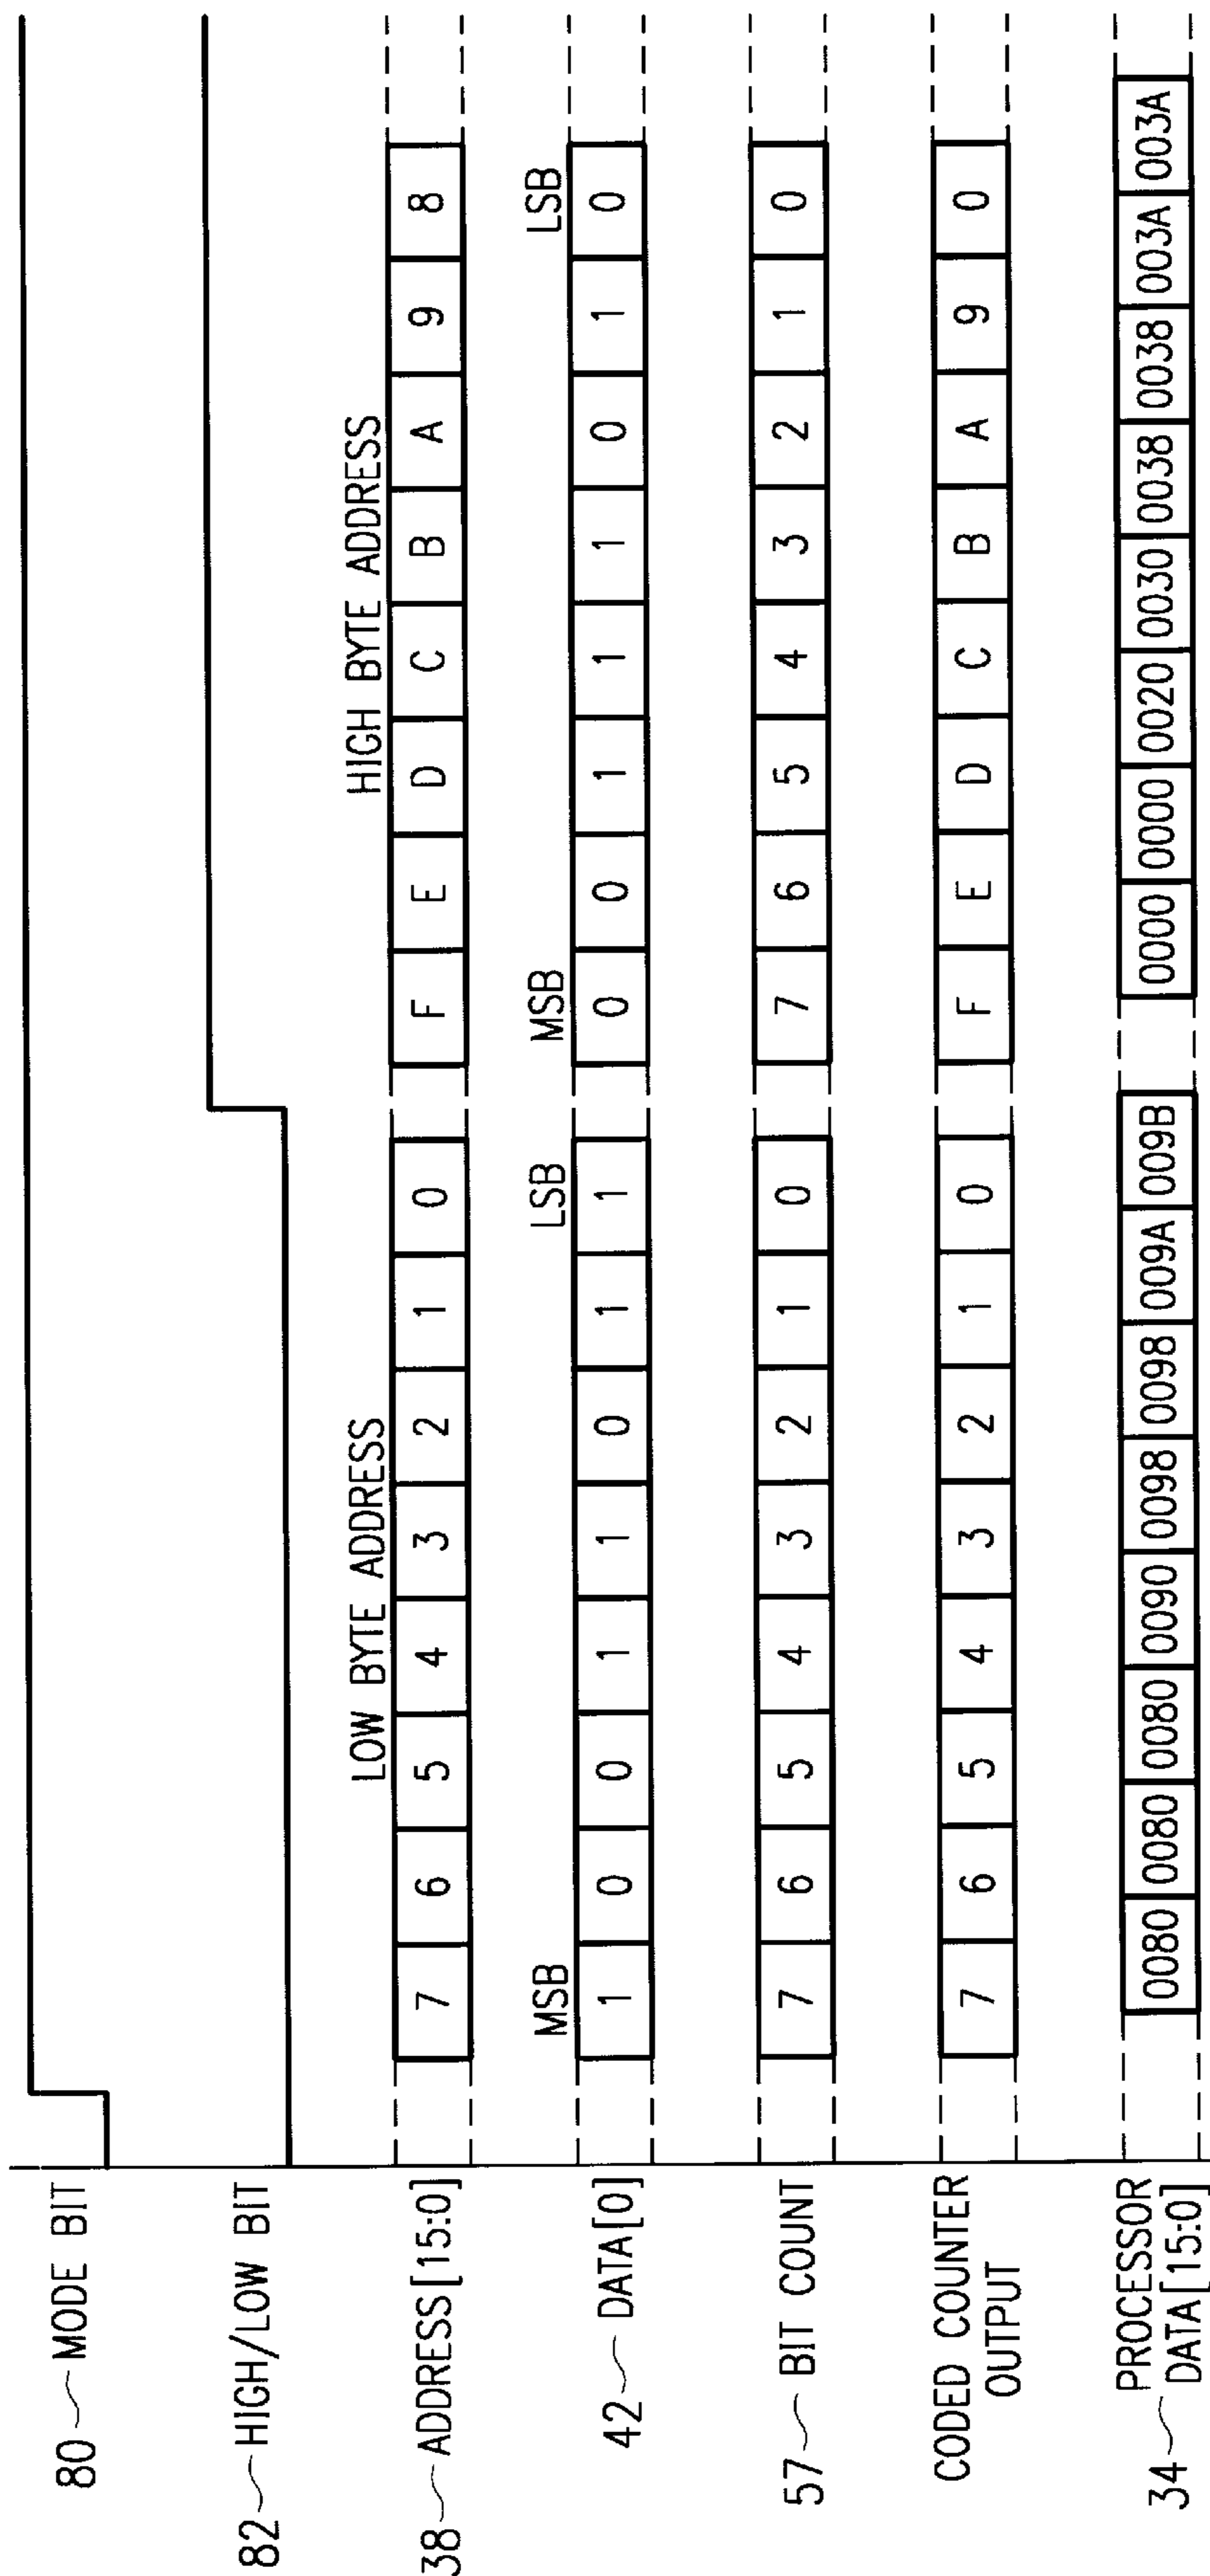 80 MODE BIT
82 HIGH/LOW BIT
LOW BYTE ADDRESS HIGH BYTE ADDRESS
38 ADDRESS[15:0] 7 6 5 4 3 2 1 0 F E D C B A 9 8
MSB LSB MSB LSB
42 DATA[0] 1 0 0 1 1 0 1 1 0 0 1 1 1 0 1 0
57 BIT COUNT 7 6 5 4 3 2 1 0 7 6 5 4 3 2 1 0
CODED COUNTER
OUTPUT
7 6 5 4 3 2 1 0 F E D C B A 9 0
PROCESSOR
34 DATA[15:0]
0080 0080 0080 0090 0098 0098 009A 009B 0000 0000 0020 0030 0038 0038 003A 003A